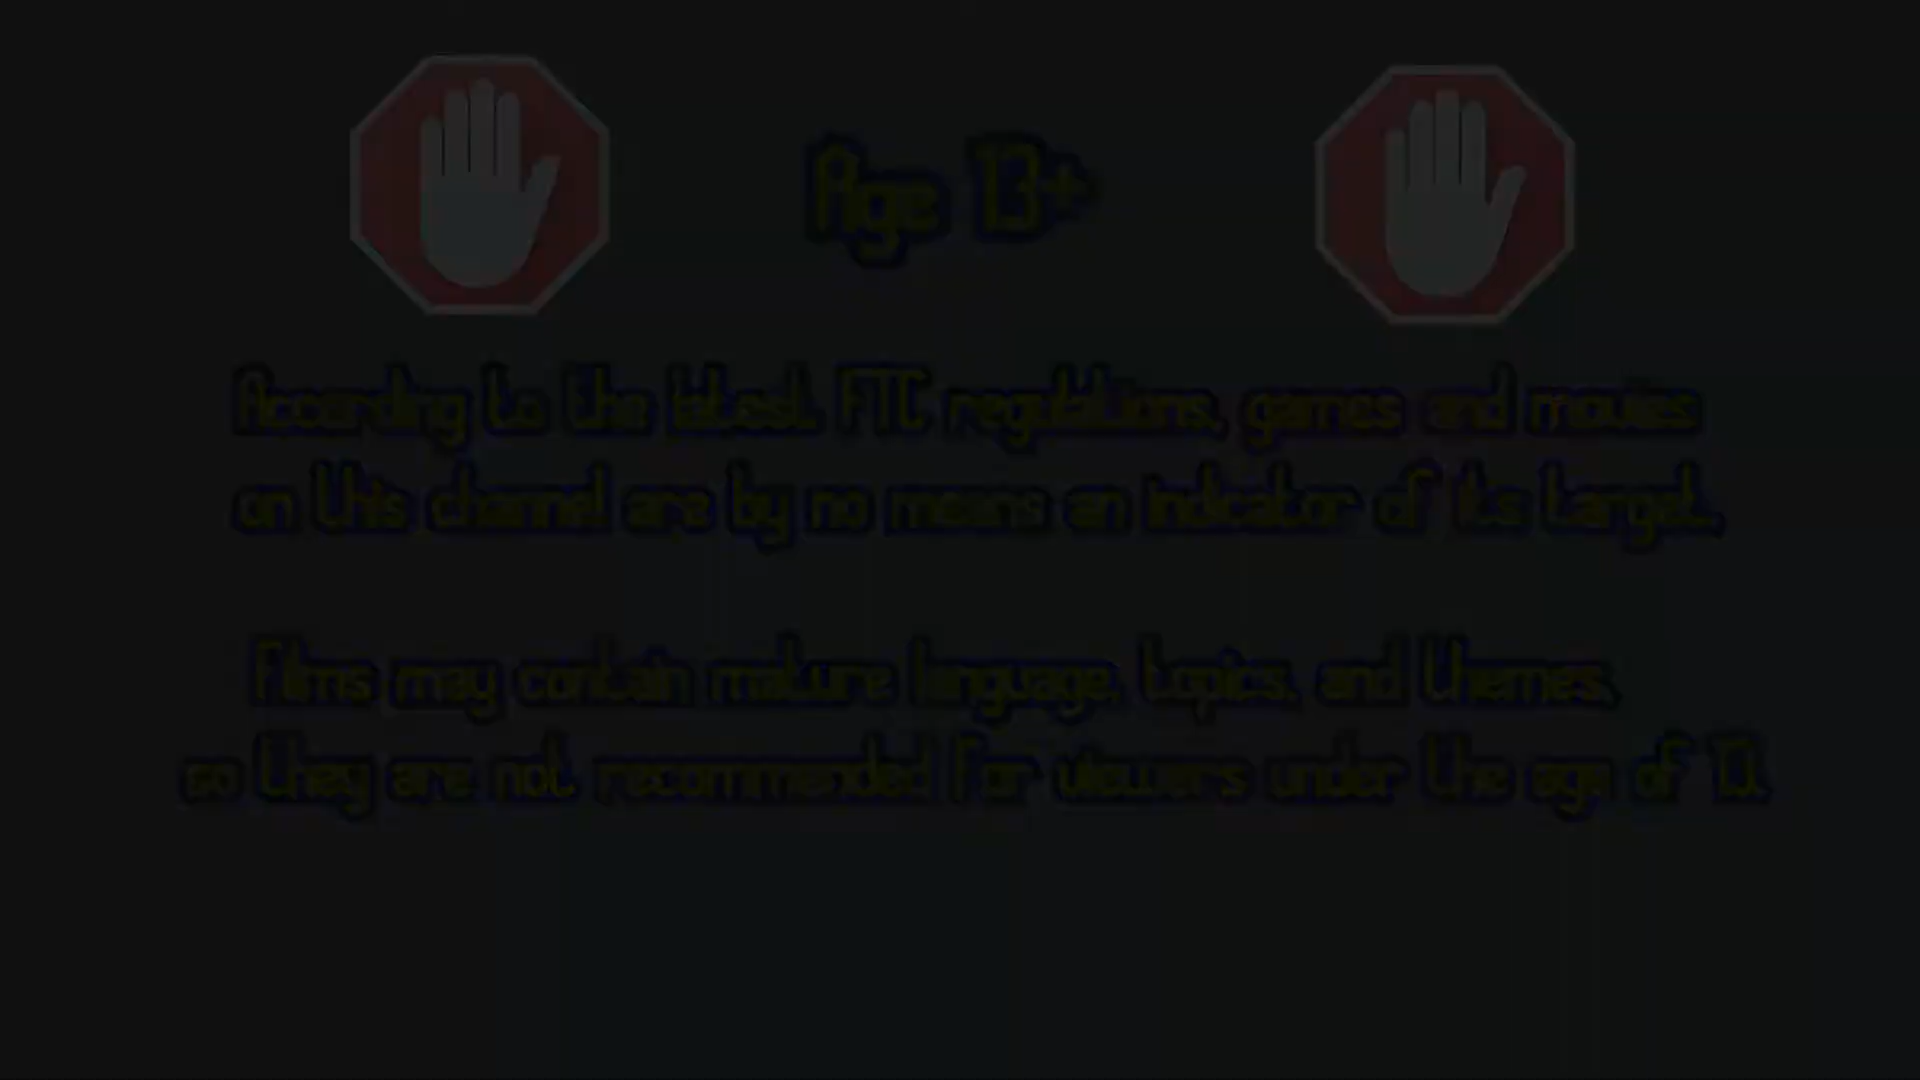 Age 13+
According to the latest FTC regulations, games and movies
on this channel are by no means an indicator of its target.
Films may contain mature language, topics, and themes,
so they are not recommended for viewers under the age of